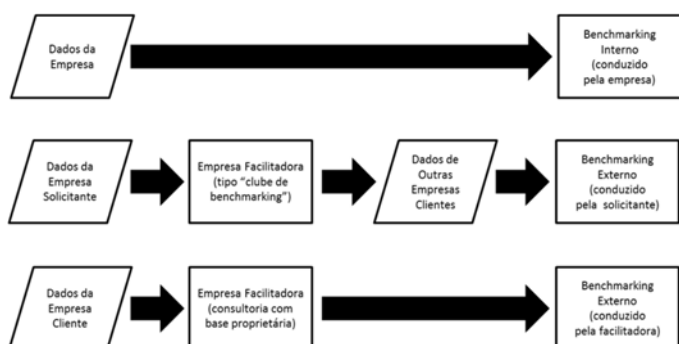 Dados da
Empresa
Benchmarking
Interno
(conduzido
pela empresa)
Dados da
Empresa
Solicitante
Empresa Facilitadora
(tipo “clube de
benchmarking”)
Dados de
Outras
Empresas
Clientes
Benchmarking
Externo
(conduzido
pela solicitante)
Dados da
Empresa
Cliente
Empresa Facilitadora
(consultoria com
base proprietária)
Benchmarking
Externo
(conduzido
pela facilitadora)